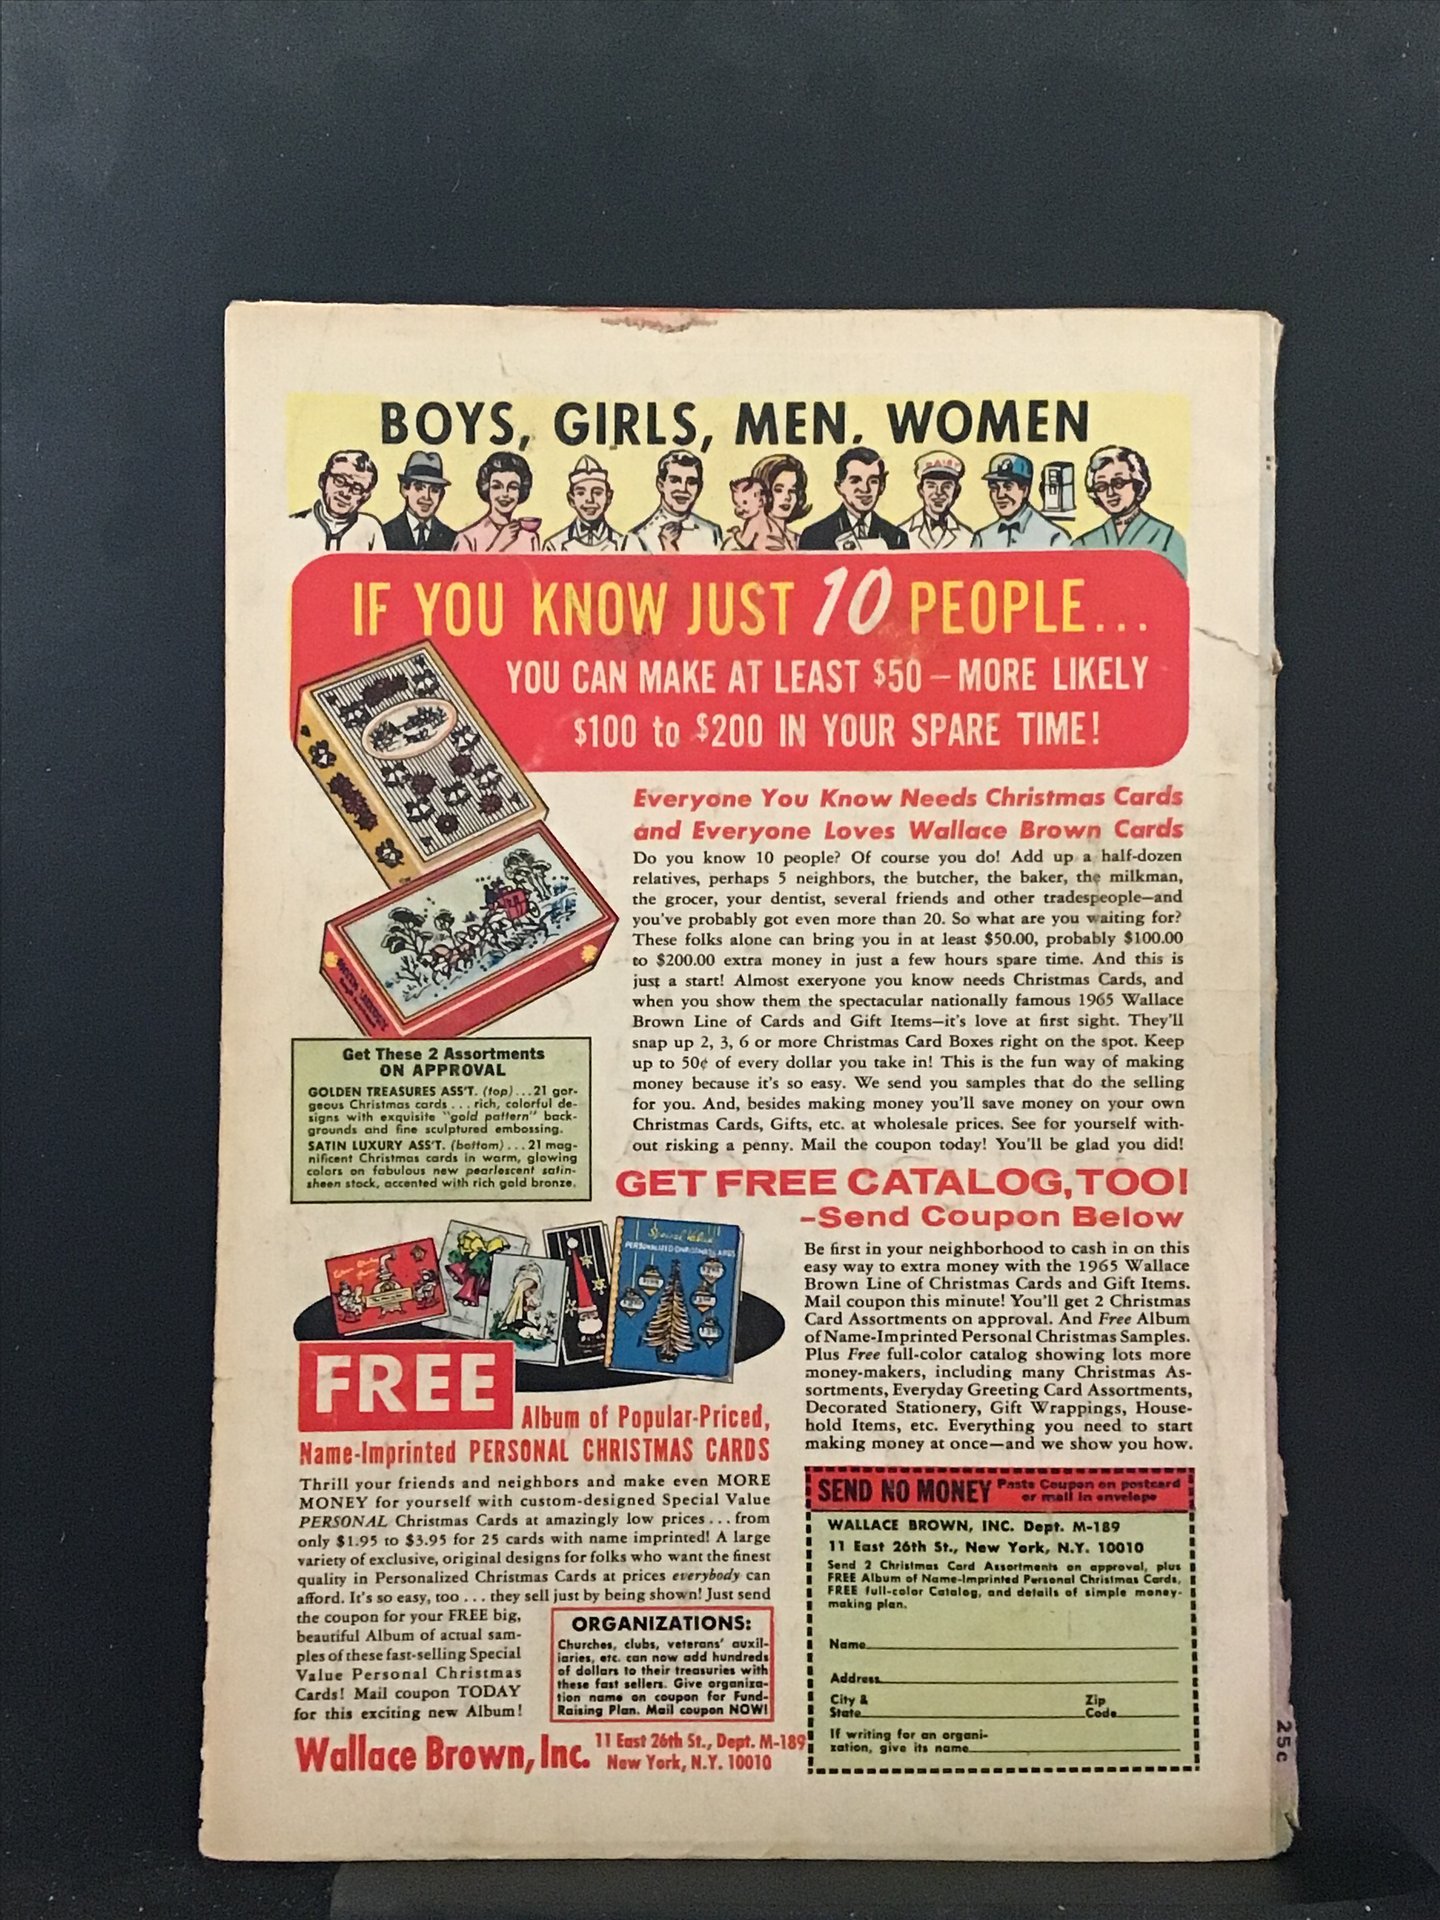 BOYS, GIRLS, MEN, WOMEN
DAISY
IF YOU KNOW JUST 10 PEOPLE...
YOU CAN MAKE AT LEAST $50 – MORE LIKELY
$100 to $200 IN YOUR SPARE TIME!
Everyone You Know Needs Christmas Cards
and Everyone Loves Wallace Brown Cards
Do you know 10 people? Of course you do! Add up a half-dozen
relatives, perhaps 5 neighbors, the butcher, the baker, the milkman,
the grocer, your dentist, several friends and other tradespeople—and
you've probably got even more than 20. So what are you waiting for?
These folks alone can bring you in at least $50.00, probably $100.00
to $200.00 extra money in just a few hours spare time. And this is
just a start! Almost exeryone you know needs Christmas Cards, and
when you show them the spectacular nationally famous 1965 Wallace
Brown Line of Cards and Gift Items—it's love at first sight. They'll
snap up 2, 3, 6 or more Christmas Card Boxes right on the spot. Keep
up to 50¢ of every dollar you take in! This is the fun way of making
money because it's so easy. We send you samples that do the selling
for you. And, besides making money you'll save money on your own
Christmas Cards, Gifts, etc. at wholesale prices. See for yourself with-
out risking a penny. Mail the coupon today! You'll be glad you did!
SATIN LUXURY
Get These 2 Assortments
ON APPROVAL
GOLDEN TREASURES ASS'T. (top)...21 gor-
geous Christmas cards...rich, colorful de-
signs with exquisite "gold pattern" back-
grounds and fine sculptured embossing.
SATIN LUXURY ASS'T. (bottom)...21 mag-
nificent Christmas cards in warm, glowing
colors on fabulous new pearlescent satin-
sheen stock, accented with rich gold bronze.
GET FREE CATALOG, TOO!
–Send Coupon Below
Be first in your neighborhood to cash in on this
easy way to extra money with the 1965 Wallace
Brown Line of Christmas Cards and Gift Items.
Mail coupon this minute! You'll get 2 Christmas
Card Assortments on approval. And Free Album
of Name-Imprinted Personal Christmas Samples.
Plus Free full-color catalog showing lots more
money-makers, including many Christmas As-
sortments, Everyday Greeting Card Assortments,
Decorated Stationery, Gift Wrappings, House-
hold Items, etc. Everything you need to start
making money at once—and we show you how.
Special Value
PERSONALIZED CHRISTMAS CARDS
FREE
Album of Popular-Priced,
Name-Imprinted PERSONAL CHRISTMAS CARDS
Thrill your friends and neighbors and make even MORE
MONEY for yourself with custom-designed Special Value
PERSONAL Christmas Cards at amazingly low prices...from
only $1.95 to $3.95 for 25 cards with name imprinted! A large
variety of exclusive, original designs for folks who want the finest
quality in Personalized Christmas Cards at prices everybody can
afford. It's so easy, too...they sell just by being shown! Just send
the coupon for your FREE big,
beautiful Album of actual sam-
ples of these fast-selling Special
Value Personal Christmas
Cards! Mail coupon TODAY
for this exciting new Album!
ORGANIZATIONS:
Churches, clubs, veterans' auxil-
iaries, etc. can now add hundreds
of dollars to their treasuries with
these fast sellers. Give organiza-
tion name on coupon for Fund-
Raising Plan. Mail coupon NOW!
Wallace Brown, Inc. 11 East 26th St., Dept. M-189
New York, N.Y. 10010
SEND NO MONEY Paste Coupon on postcard
or mail in envelope
WALLACE BROWN, INC. Dept. M-189
11 East 26th St., New York, N.Y. 10010
Send 2 Christmas Card Assortments on approval, plus
FREE Album of Name-Imprinted Personal Christmas Cards,
FREE full-color Catalog, and details of simple money-
making plan.
Name
Address
City & Zip
State Code
If writing for an organi-
zation, give its name
25c